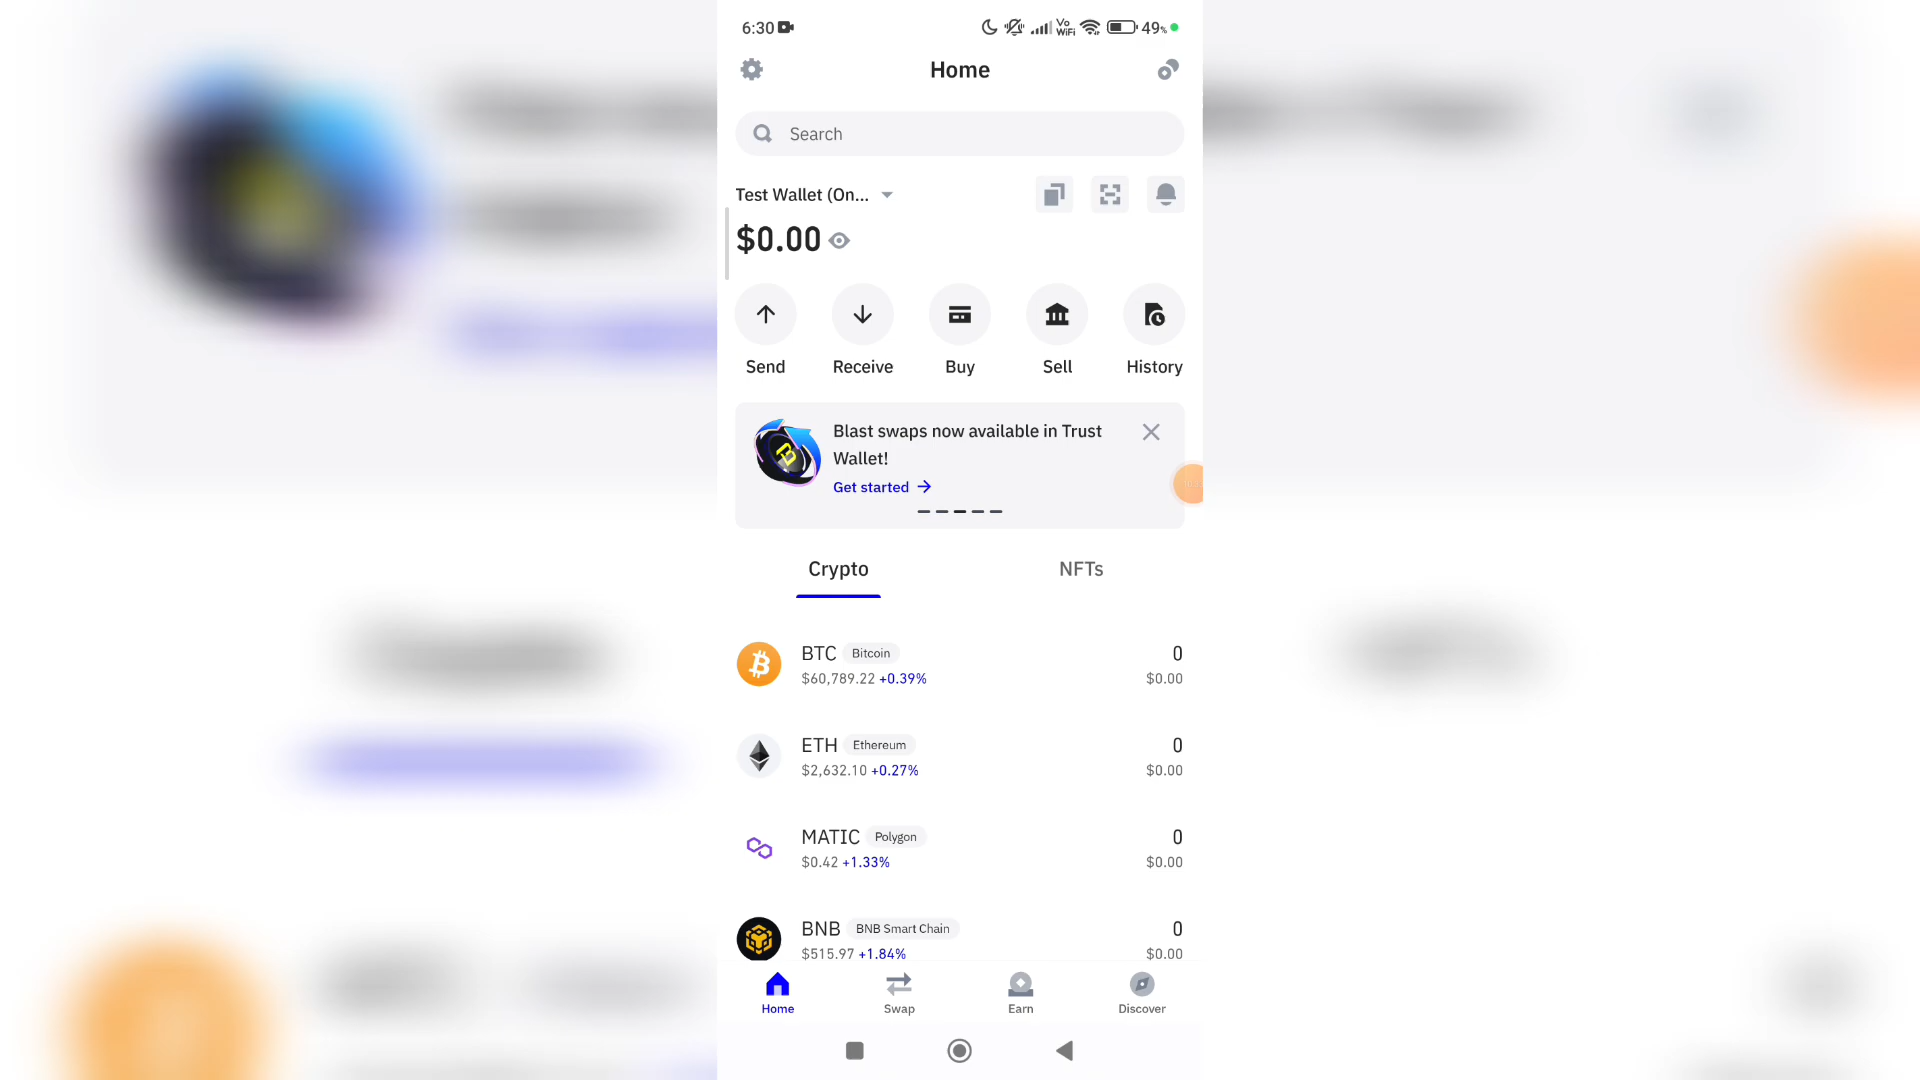 6:30
Vo
WiFi
49%
Home
Search
Test Wallet (On...
$0.00
Send
Receive
Buy
Sell
History
Blast swaps now available in Trust
Wallet!
Get started
Crypto
NFTs
BTC Bitcoin 0
$60,789.22 +0.39% $0.00
ETH Ethereum 0
$2,632.10 +0.27% $0.00
MATIC Polygon 0
$0.42 +1.33% $0.00
BNB BNB Smart Chain 0
$515.97 +1.84% $0.00
Home
Swap
Earn
Discover